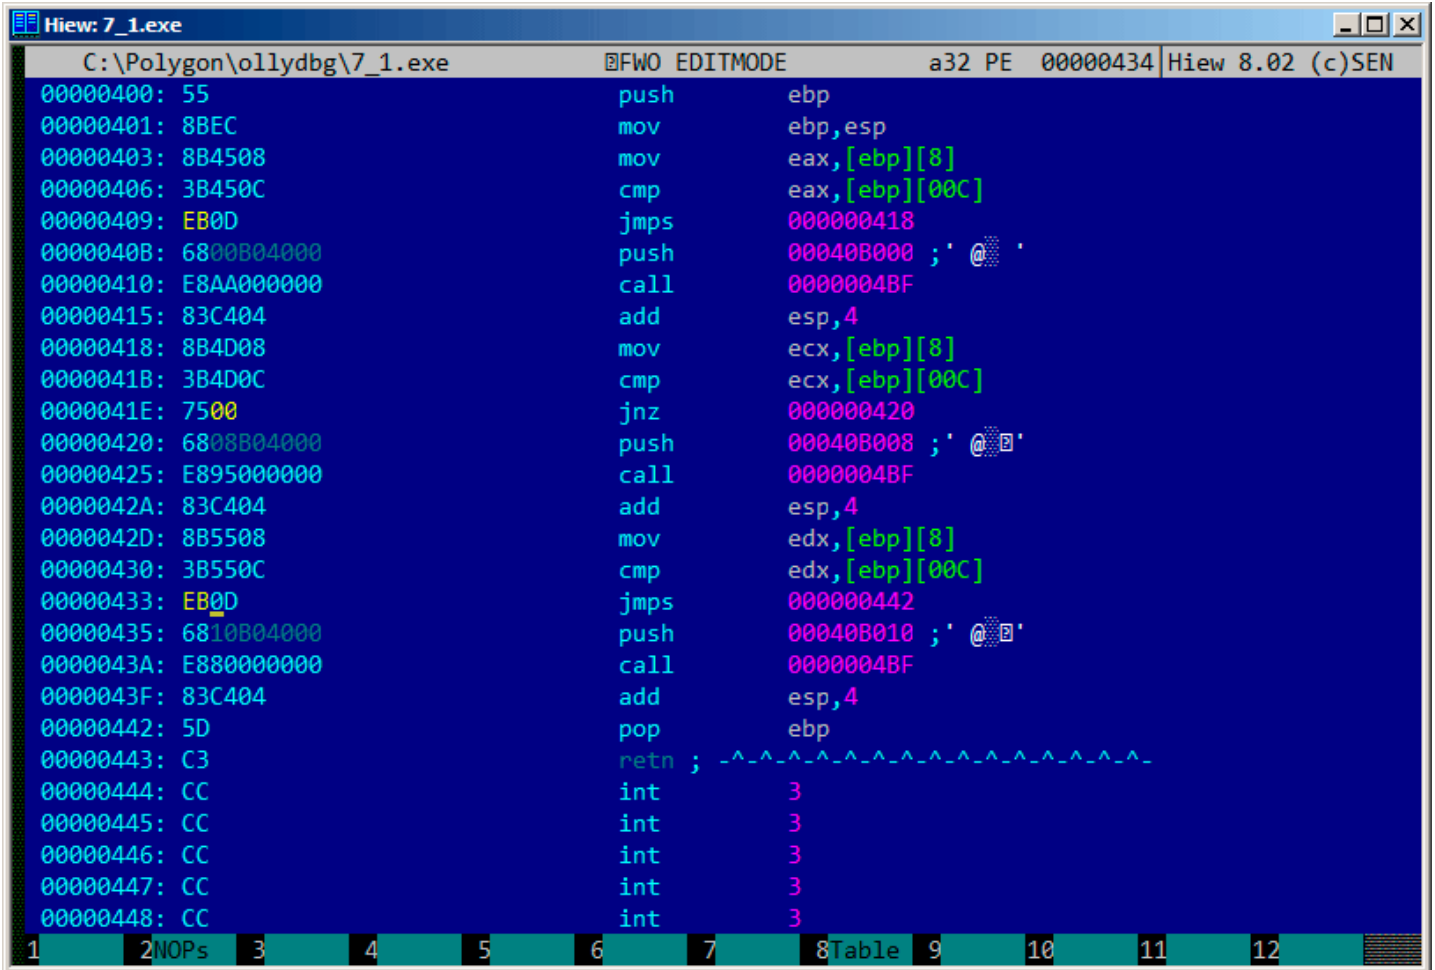 Hiew: 7_1.exe
C:\Polygon\ollydbg\7_1.exe FWO EDITMODE a32 PE 00000434 Hiew 8.02 (c)SEN
00000400: 55 push ebp
00000401: 8BEC mov ebp,esp
00000403: 8B4508 mov eax,[ebp][8]
00000406: 3B450C cmp eax,[ebp][00C]
00000409: EB0D jmps 000000418
0000040B: 6800B04000 push 00040B000 ;' @░ '
00000410: E8AA000000 call 0000004BF
00000415: 83C404 add esp,4
00000418: 8B4D08 mov ecx,[ebp][8]
0000041B: 3B4D0C cmp ecx,[ebp][00C]
0000041E: 7500 jnz 000000420
00000420: 6808B04000 push 00040B008 ;' @░'
00000425: E895000000 call 0000004BF
0000042A: 83C404 add esp,4
0000042D: 8B5508 mov edx,[ebp][8]
00000430: 3B550C cmp edx,[ebp][00C]
00000433: EB0D jmps 000000442
00000435: 6810B04000 push 00040B010 ;' @░'
0000043A: E880000000 call 0000004BF
0000043F: 83C404 add esp,4
00000442: 5D pop ebp
00000443: C3 retn ; -^-^-^-^-^-^-^-^-^-^-^-^-^-^-^-
00000444: CC int 3
00000445: CC int 3
00000446: CC int 3
00000447: CC int 3
00000448: CC int 3
1 2NOPs 3 4 5 6 7 8Table 9 10 11 12